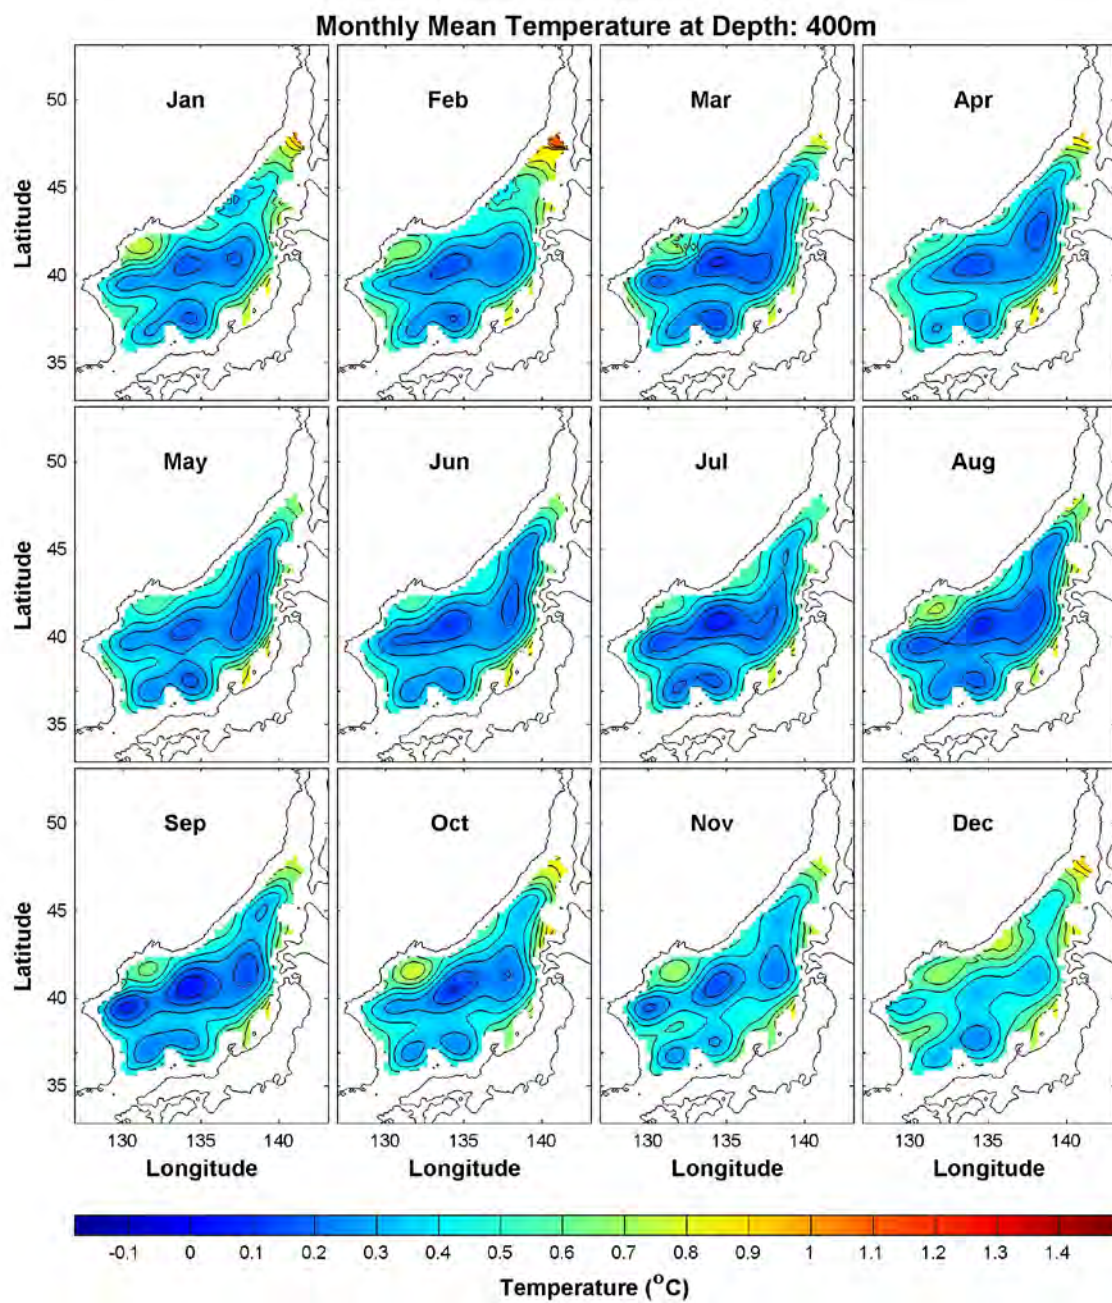 Monthly Mean Temperature at Depth: 400m
Jan Feb Mar Apr
50
45
40
35
Latitude
May Jun Jul Aug
50
45
40
35
Latitude
Sep Oct Nov Dec
50
45
40
35
Latitude
130 135 140 130 135 140 130 135 140 130 135 140
Longitude Longitude Longitude Longitude
-0.1 0 0.1 0.2 0.3 0.4 0.5 0.6 0.7 0.8 0.9 1 1.1 1.2 1.3 1.4
Temperature (°C)